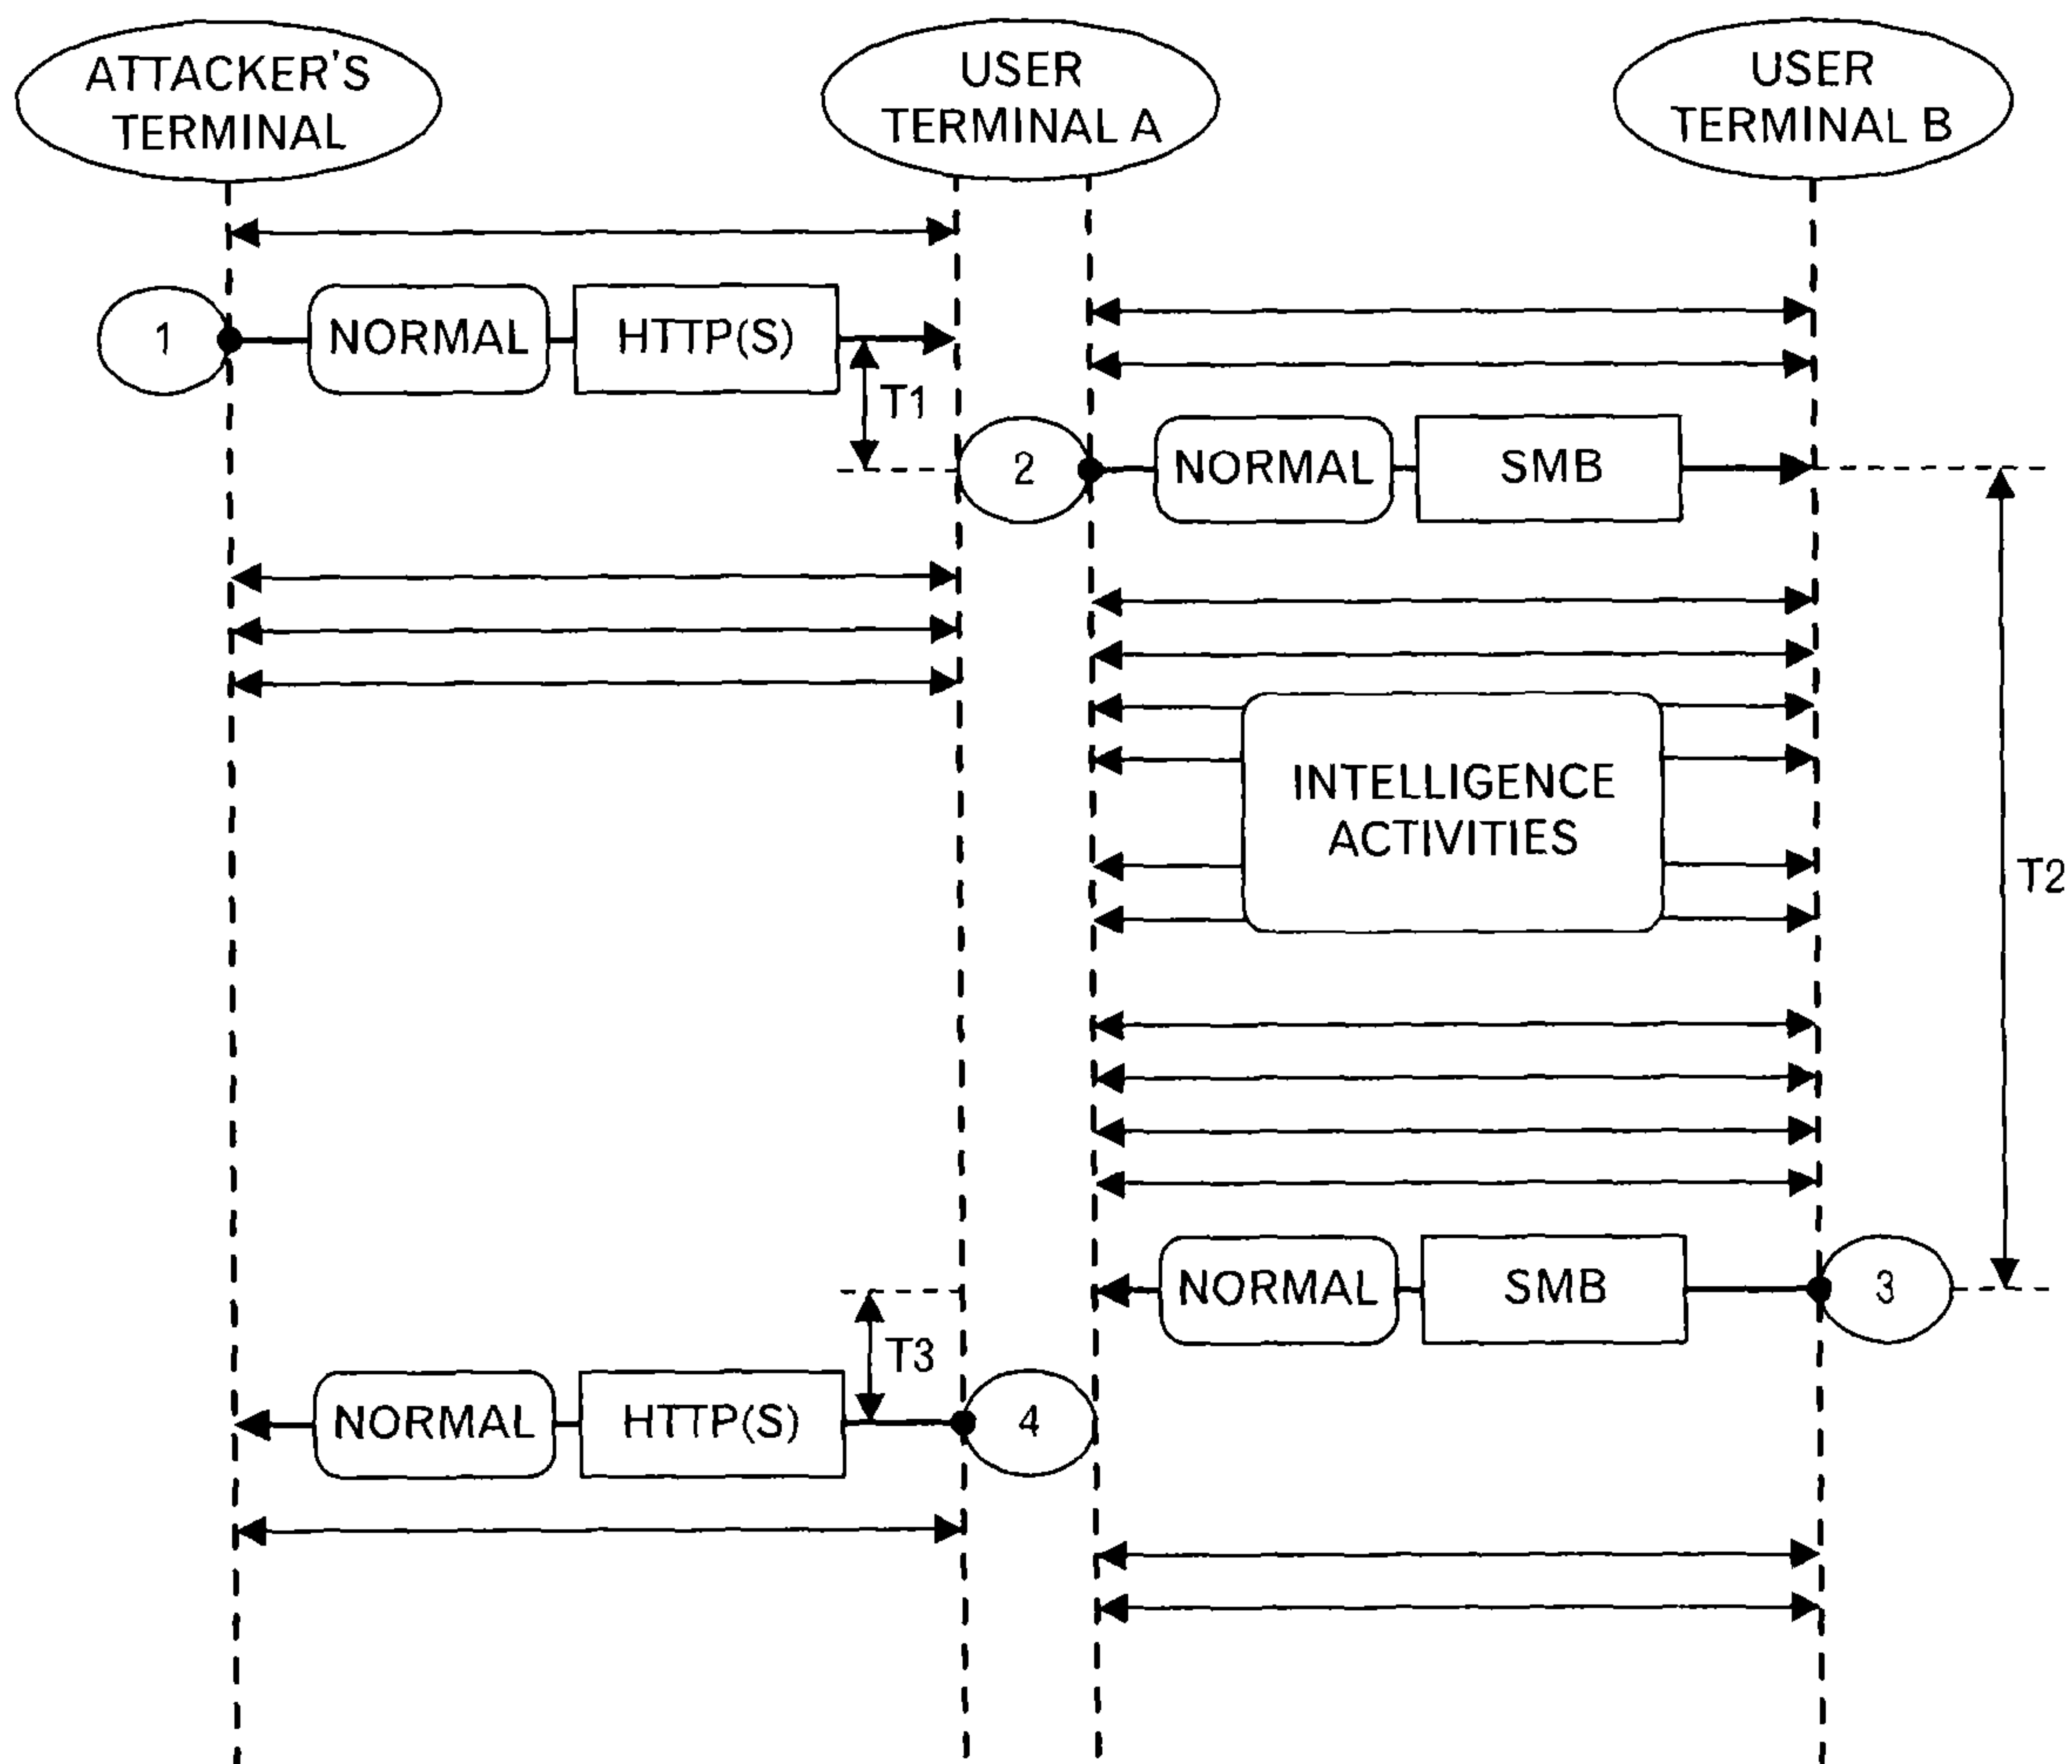 ATTACKER'S
TERMINAL
USER
TERMINAL A
USER
TERMINAL B
1
NORMAL
HTTP(S)
T1
2
NORMAL
SMB
INTELLIGENCE
ACTIVITIES
T2
NORMAL
SMB
3
T3
NORMAL
HTTP(S)
4